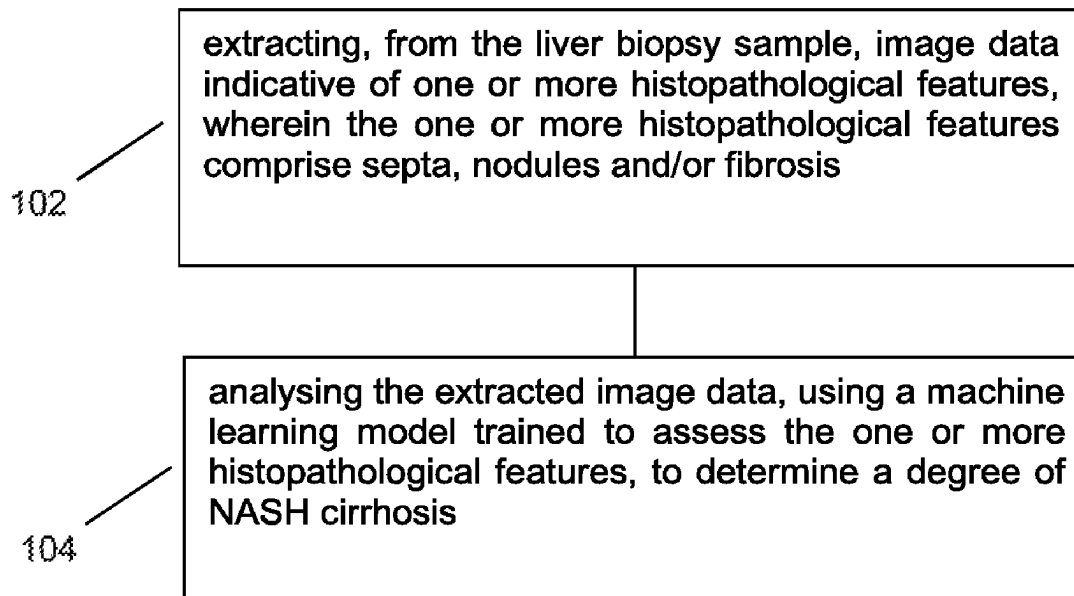 extracting, from the liver biopsy sample, image data
indicative of one or more histopathological features,
wherein the one or more histopathological features
comprise septa, nodules and/or fibrosis
102
analysing the extracted image data, using a machine
learning model trained to assess the one or more
histopathological features, to determine a degree of
NASH cirrhosis
104